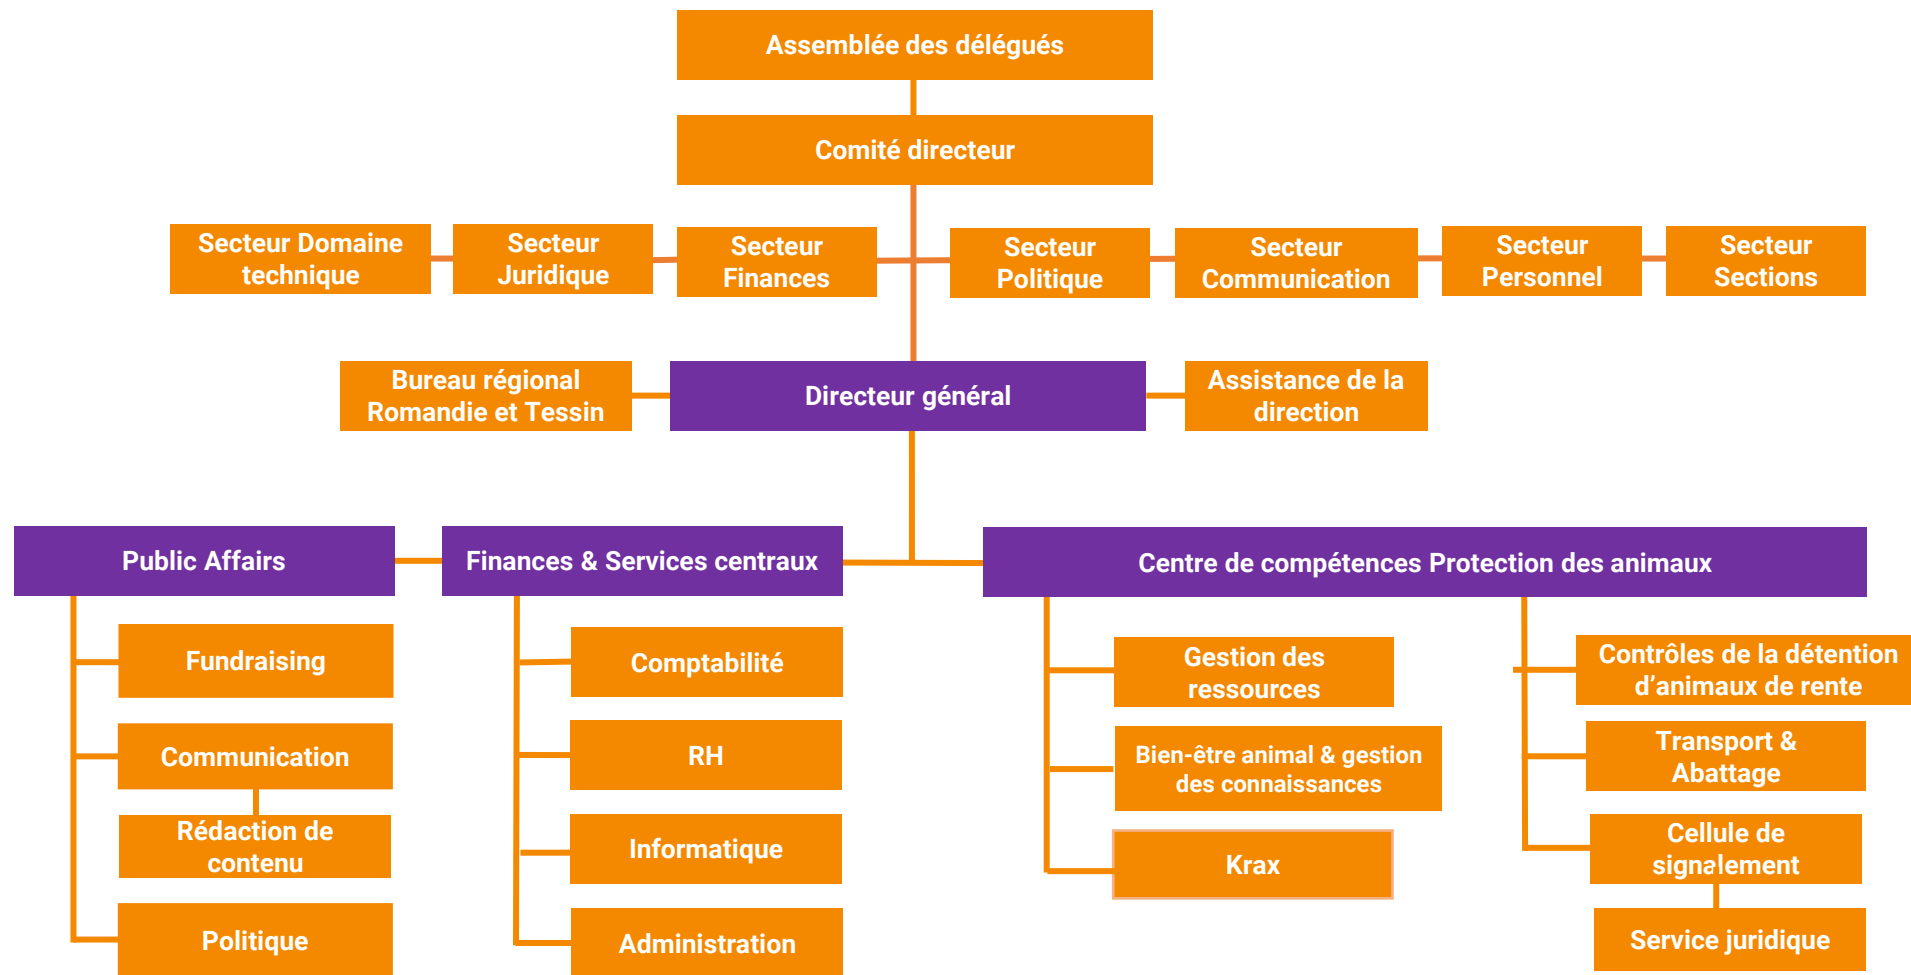 Assemblée des délégués
Comité directeur
Secteur Domaine
technique
Secteur
Juridique
Secteur
Finances
Secteur
Politique
Secteur
Communication
Secteur
Personnel
Secteur
Sections
Bureau régional
Romandie et Tessin
Directeur général
Assistance de la
direction
Public Affairs
Finances & Services centraux
Centre de compétences Protection des animaux
Fundraising
Communication
Rédaction de
contenu
Politique
Comptabilité
RH
Informatique
Administration
Gestion des
ressources
Bien-être animal & gestion
des connaissances
Krax
Contrôles de la détention
d’animaux de rente
Transport &
Abattage
Cellule de
signalement
Service juridique